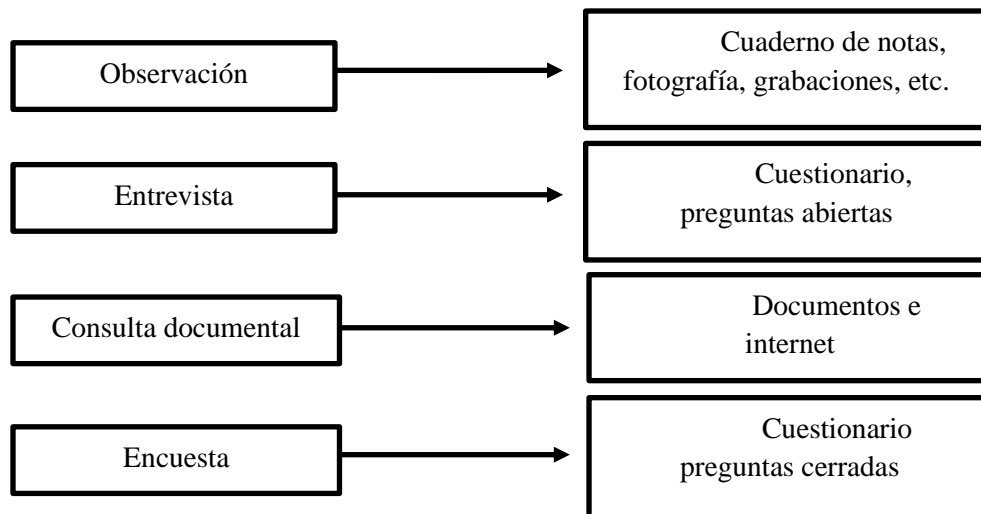 Observación
Cuaderno de notas,
fotografía, grabaciones, etc.
Entrevista
Cuestionario,
preguntas abiertas
Consulta documental
Documentos e
internet
Encuesta
Cuestionario
preguntas cerradas